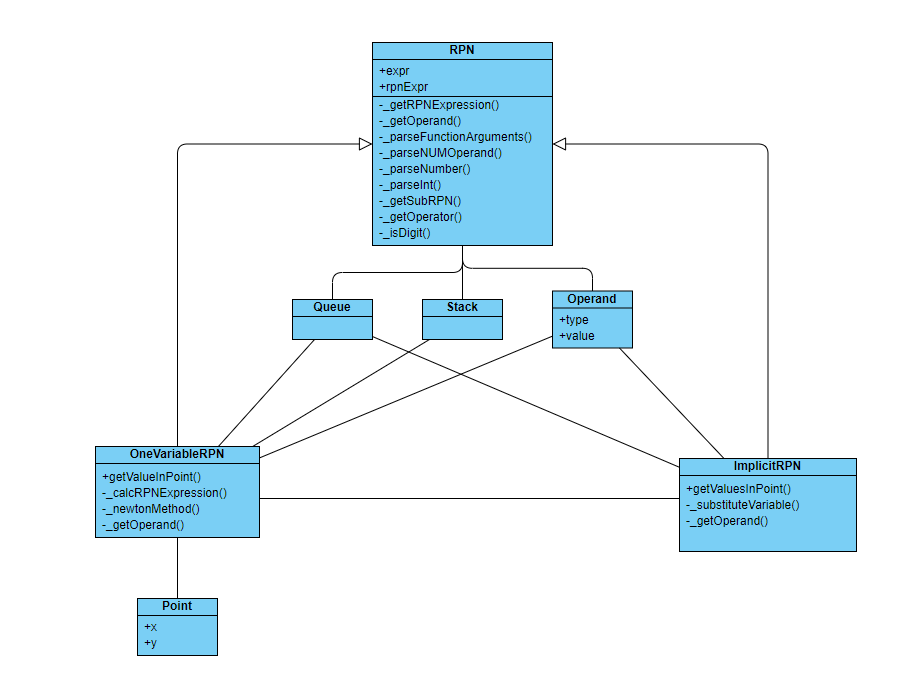 RPN
+expr
+rpnExpr
-_getRPNExpression()
-_getOperand()
-_parseFunctionArguments()
-_parseNUMOperand()
-_parseNumber()
-_parseInt()
-_getSubRPN()
-_getOperator()
-_isDigit()
Queue
Stack
Operand
+type
+value
OneVariableRPN
+getValueInPoint()
-_calcRPNExpression()
-_newtonMethod()
-_getOperand()
ImplicitRPN
+getValuesInPoint()
-_substituteVariable()
-_getOperand()
Point
+x
+y